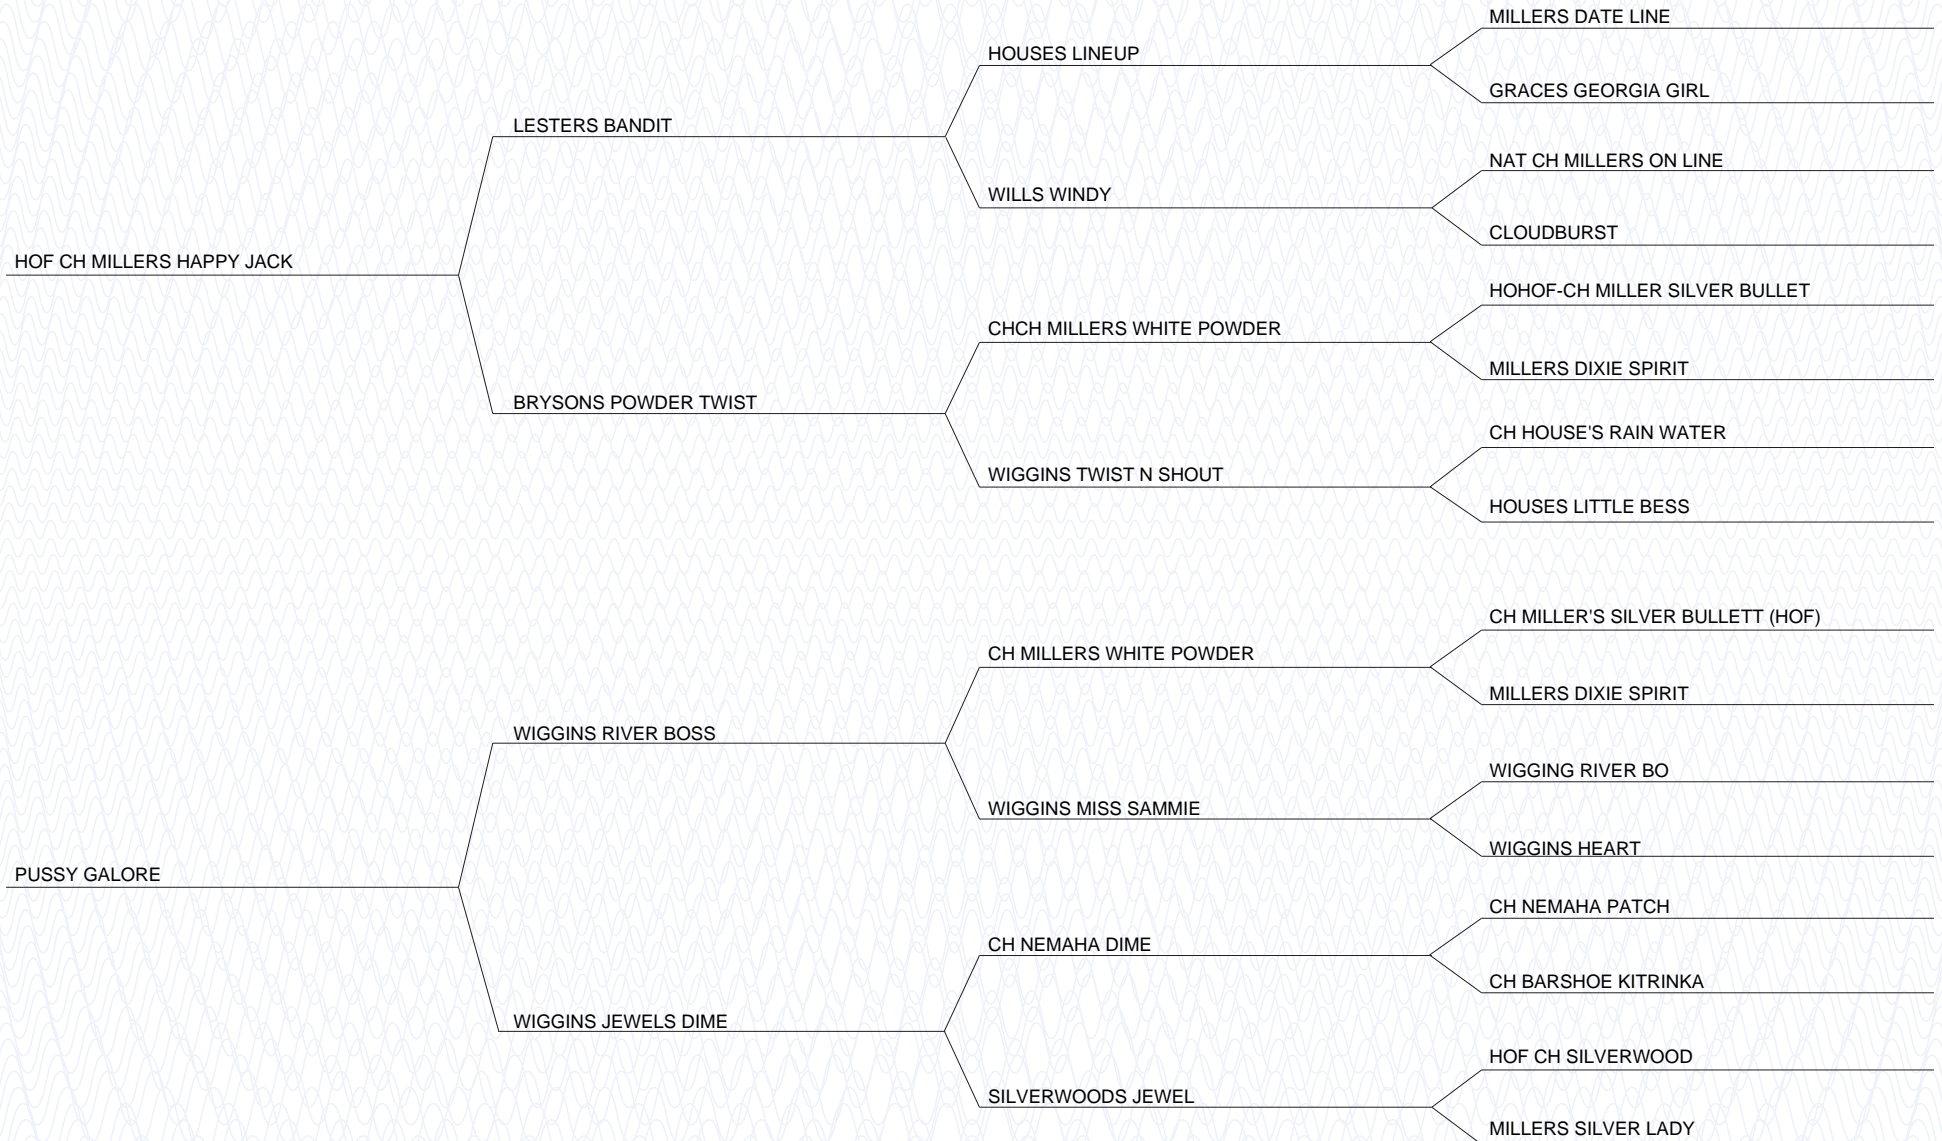 MILLERS DATE LINE
HOUSES LINEUP
GRACES GEORGIA GIRL
LESTERS BANDIT
NAT CH MILLERS ON LINE
WILLS WINDY
CLOUDBURST
HOF CH MILLERS HAPPY JACK
HOHOF-CH MILLER SILVER BULLET
CHCH MILLERS WHITE POWDER
MILLERS DIXIE SPIRIT
BRYSONS POWDER TWIST
CH HOUSE'S RAIN WATER
WIGGINS TWIST N SHOUT
HOUSES LITTLE BESS
CH MILLER'S SILVER BULLETT (HOF)
CH MILLERS WHITE POWDER
MILLERS DIXIE SPIRIT
WIGGINS RIVER BOSS
WIGGING RIVER BO
WIGGINS MISS SAMMIE
WIGGINS HEART
PUSSY GALORE
CH NEMAHA PATCH
CH NEMAHA DIME
CH BARSHOE KITRINKA
WIGGINS JEWELS DIME
HOF CH SILVERWOOD
SILVERWOODS JEWEL
MILLERS SILVER LADY